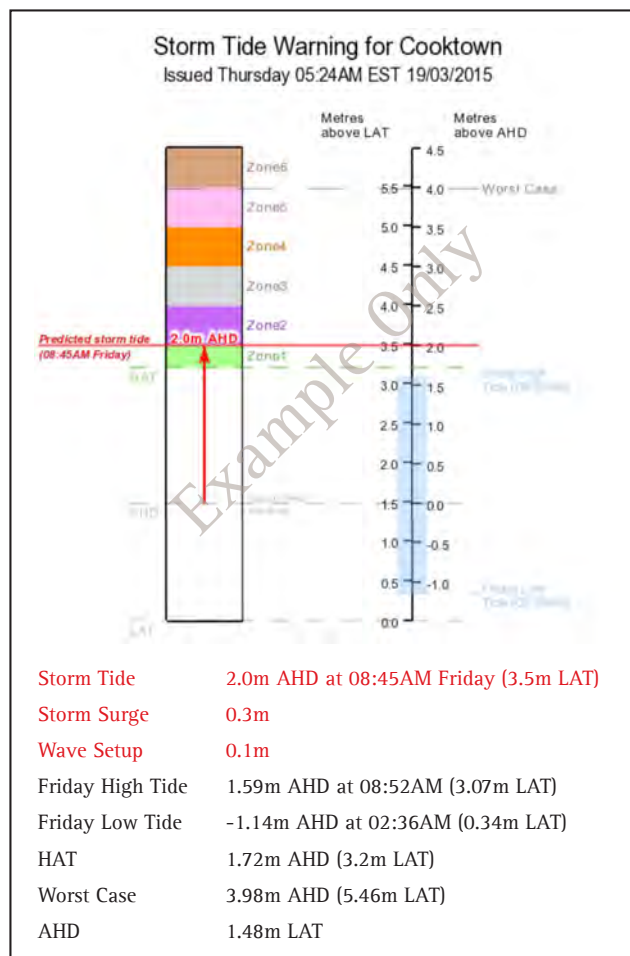 Storm Tide Warning for Cooktown
Issued Thursday 05:24AM EST 19/03/2015
Metres above LAT
Metres above AHD
4.5
Zone6
5.5 4.0 Worst Case
Zone5
5.0 3.5
Zone4
4.5 3.0
Zone3
4.0 2.5
Zone2
Predicted storm tide 2.0m AHD
(08:45AM Friday)
3.5 2.0
Zone1
HAT
3.0 1.5
2.5 1.0
2.0 0.5
AHD
1.5 0.0
1.0 -0.5
0.5 -1.0
0.0
LAT
Example Only
Storm Tide 2.0m AHD at 08:45AM Friday (3.5m LAT)
Storm Surge 0.3m
Wave Setup 0.1m
Friday High Tide 1.59m AHD at 08:52AM (3.07m LAT)
Friday Low Tide -1.14m AHD at 02:36AM (0.34m LAT)
HAT 1.72m AHD (3.2m LAT)
Worst Case 3.98m AHD (5.46m LAT)
AHD 1.48m LAT